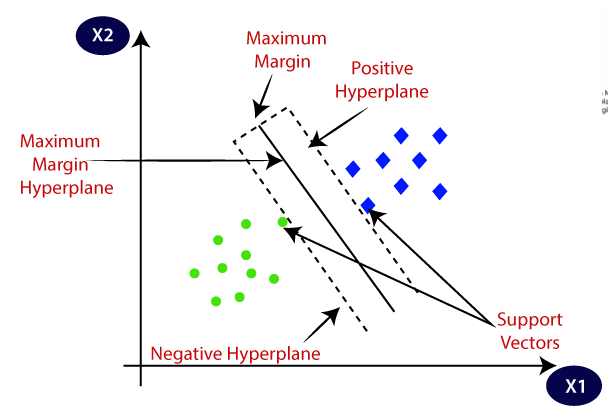 X2
Maximum
Margin
Positive
Hyperplane
Maximum
Margin
Hyperplane
Support
Vectors
Negative Hyperplane
X1